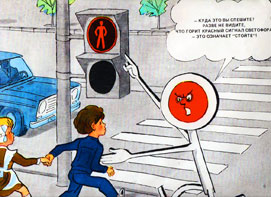 – КУДА ЭТО ВЫ СПЕШИТЕ?
РАЗВЕ НЕ ВИДИТЕ,
ЧТО ГОРИТ КРАСНЫЙ СИГНАЛ СВЕТОФОРА
– ЭТО ОЗНАЧАЕТ "СТОЙТЕ"!